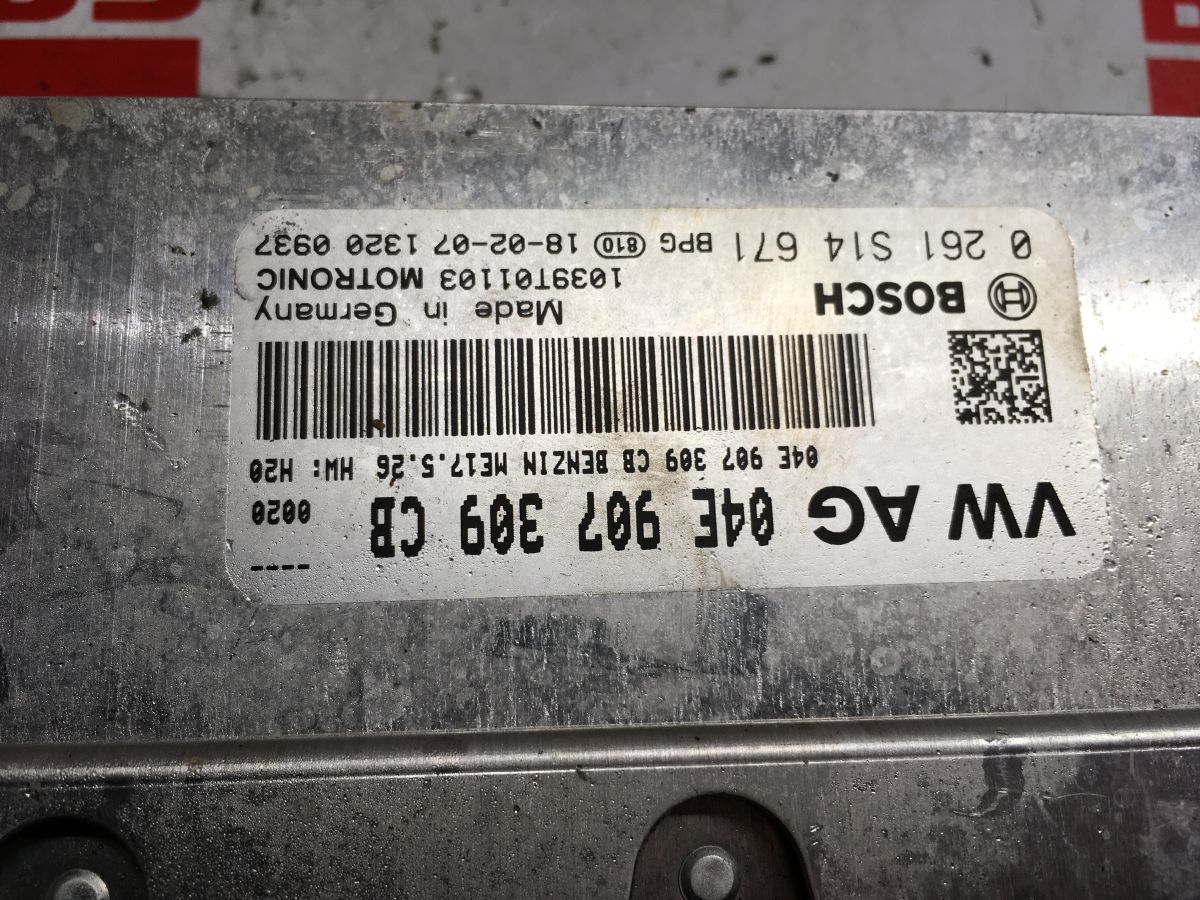 ----
VW AG 04E 907 309 CB 0020
04E 907 309 CB BENZIN ME17.5.26 HW: H20
BOSCH
Made in Germany
1039T01103 MOTRONIC
0 261 S14 671 BPG 810 18-02-07 1320 0937